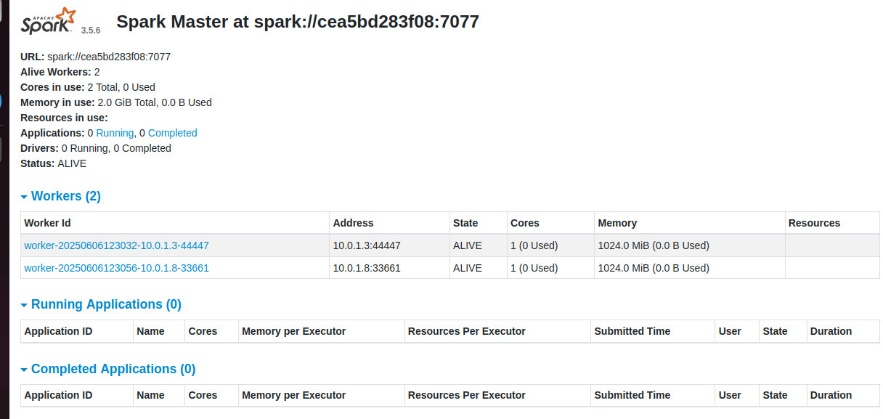 APACHE
Spark 3.5.6 Spark Master at spark://cea5bd283f08:7077
URL: spark://cea5bd283f08:7077
Alive Workers: 2
Cores in use: 2 Total, 0 Used
Memory in use: 2.0 GiB Total, 0.0 B Used
Resources in use:
Applications: 0 Running, 0 Completed
Drivers: 0 Running, 0 Completed
Status: ALIVE
Workers (2)
Worker Id Address State Cores Memory Resources
worker-20250606123032-10.0.1.3-44447 10.0.1.3:44447 ALIVE 1 (0 Used) 1024.0 MiB (0.0 B Used)
worker-20250606123056-10.0.1.8-33661 10.0.1.8:33661 ALIVE 1 (0 Used) 1024.0 MiB (0.0 B Used)
Running Applications (0)
Application ID Name Cores Memory per Executor Resources Per Executor Submitted Time User State Duration
Completed Applications (0)
Application ID Name Cores Memory per Executor Resources Per Executor Submitted Time User State Duration